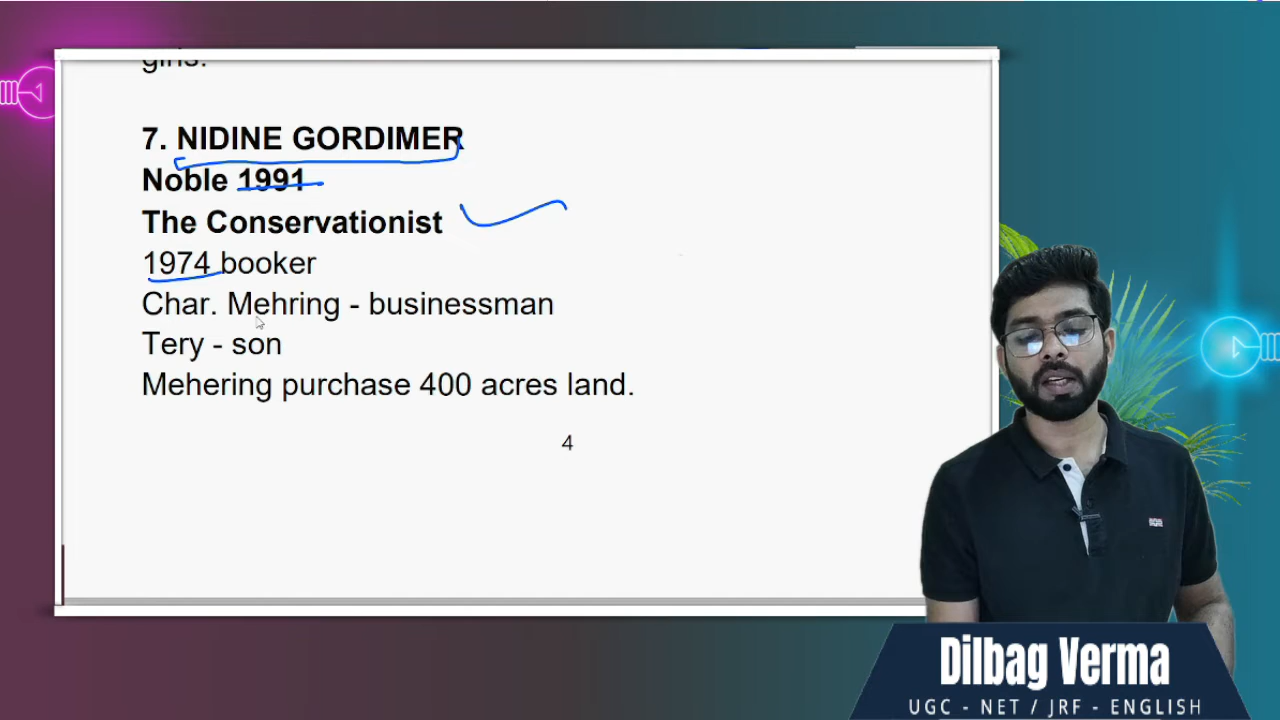 girls.
7. NIDINE GORDIMER
Noble 1991
The Conservationist
1974 booker
Char. Mehring - businessman
Tery - son
Mehering purchase 400 acres land.
4
Dilbag Verma
UGC - NET / JRF - ENGLISH